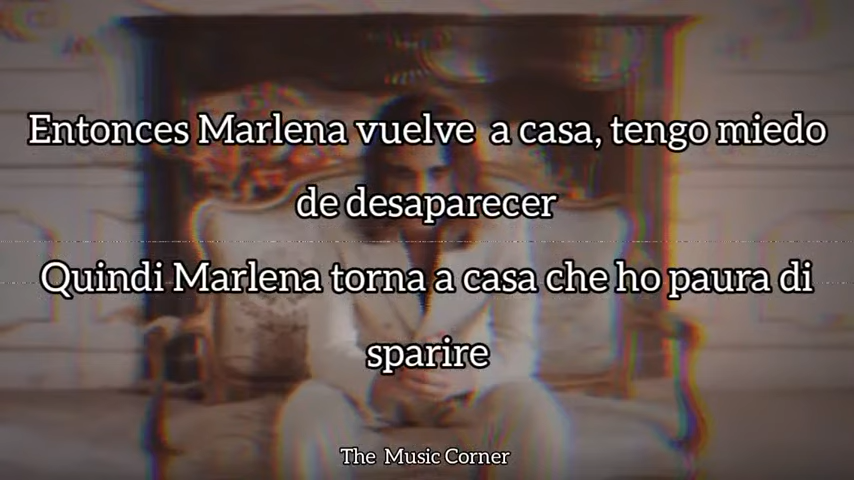 Entonces Marlena vuelve a casa, tengo miedo
de desaparecer
Quindi Marlena torna a casa che ho paura di
sparire
The Music Corner